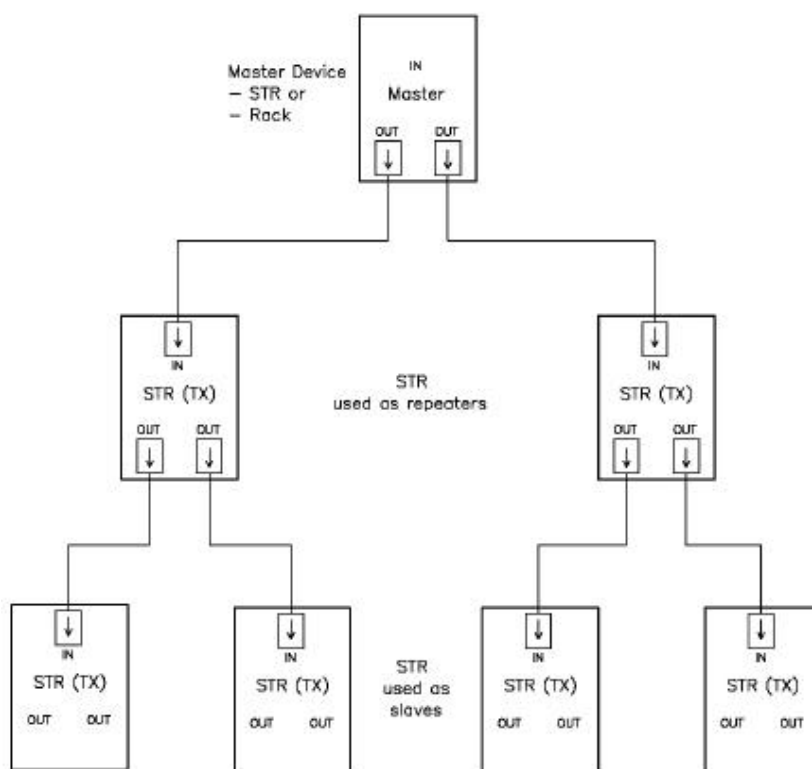 Master Device
- STR or
- Rack
IN
Master
OUT OUT
IN
STR (TX)
OUT OUT
STR
used as repeaters
IN
STR (TX)
OUT OUT
IN
STR (TX)
OUT OUT
IN
STR (TX)
OUT OUT
STR
used as
slaves
IN
STR (TX)
OUT OUT
IN
STR (TX)
OUT OUT